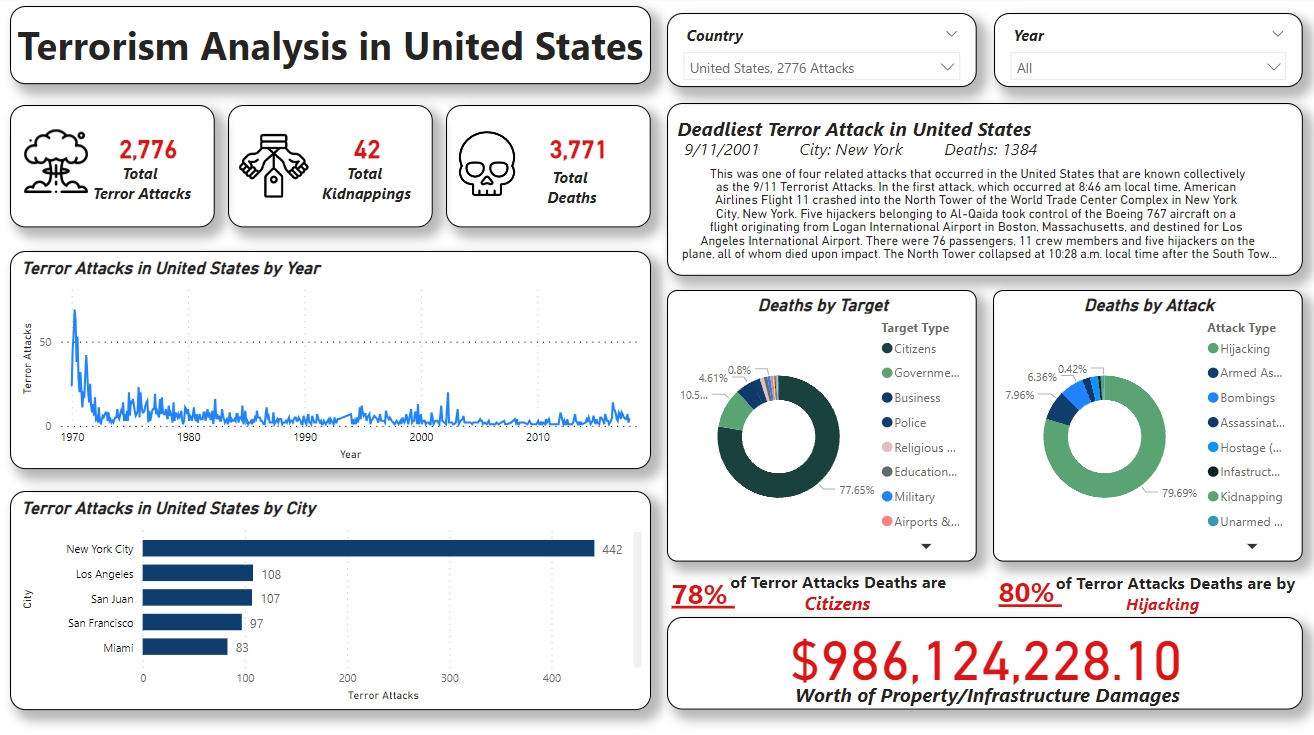 Terrorism Analysis in United States
Country
United States, 2776 Attacks
Year
All
2,776
Total
Terror Attacks
42
Total
Kidnappings
3,771
Total
Deaths
Deadliest Terror Attack in United States
9/11/2001 City: New York Deaths: 1384
This was one of four related attacks that occurred in the United States that are known collectively
as the 9/11 Terrorist Attacks. In the first attack, which occurred at 8:46 am local time, American
Airlines Flight 11 crashed into the North Tower of the World Trade Center Complex in New York
City, New York. Five hijackers belonging to Al-Qaida took control of the Boeing 767 aircraft on a
flight originating from Logan International Airport in Boston, Massachusetts, and destined for Los
Angeles International Airport. There were 76 passengers, 11 crew members and five hijackers on the
plane, all of whom died upon impact. The North Tower collapsed at 10:28 a.m. local time after the South Tow...
Terror Attacks in United States by Year
Terror Attacks
50
0
1970 1980 1990 2000 2010
Year
Terror Attacks in United States by City
City
New York City 442
Los Angeles 108
San Juan 107
San Francisco 97
Miami 83
0 100 200 300 400
Terror Attacks
Deaths by Target
Target Type
Citizens
Governme...
Business
Police
Religious ...
Education...
Military
Airports &...
0.8%
4.61%
10.5...
77.65%
Deaths by Attack
Attack Type
Hijacking
Armed As...
Bombings
Assassinat...
Hostage (...
Infastruct...
Kidnapping
Unarmed ...
0.42%
6.36%
7.96%
79.69%
78% of Terror Attacks Deaths are
Citizens
80% of Terror Attacks Deaths are by
Hijacking
$986,124,228.10
Worth of Property/Infrastructure Damages